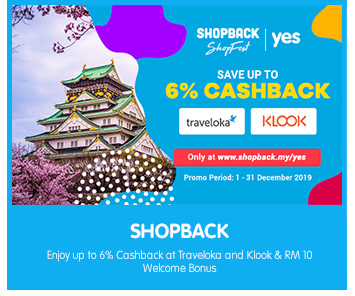 SHOPBACK
ShopFest
yes
SAVE UP TO
6% CASHBACK
traveloka
KLOOK
Only at www.shopback.my/yes
Promo Period: 1 - 31 December 2019
SHOPBACK
Enjoy up to 6% Cashback at Traveloka and Klook & RM 10
Welcome Bonus